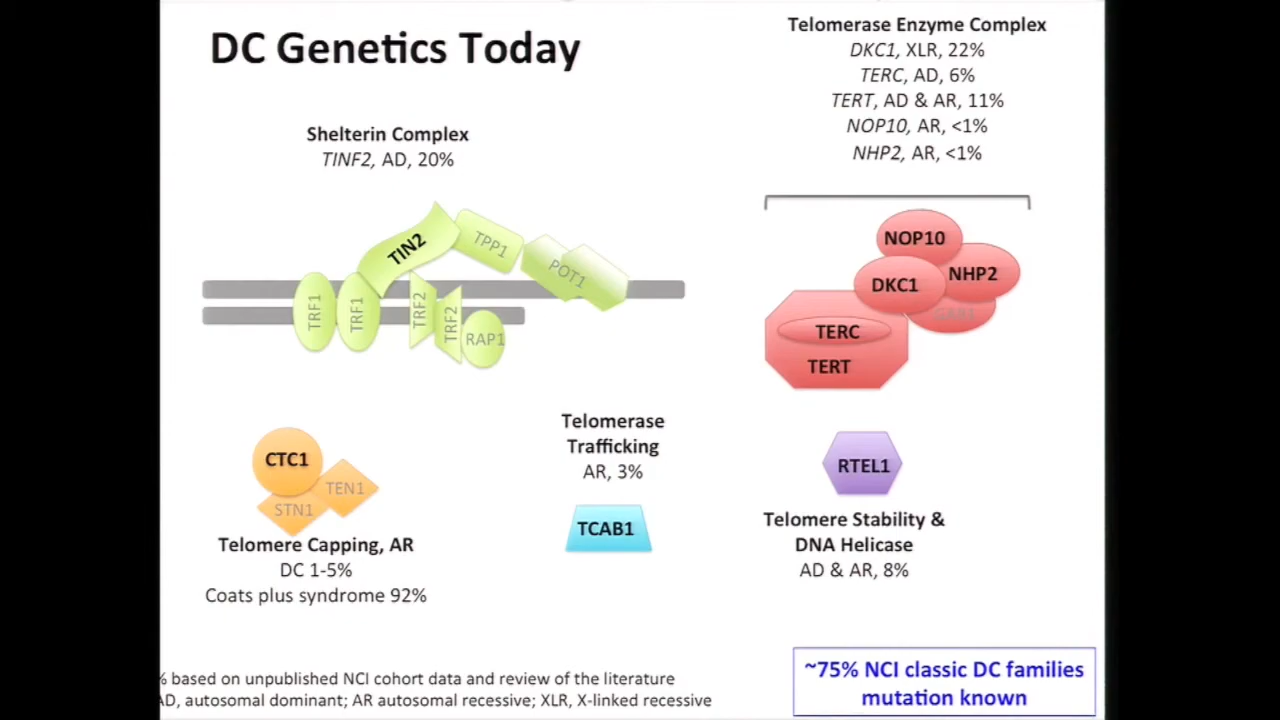 DC Genetics Today
Telomerase Enzyme Complex
DKC1, XLR, 22%
TERC, AD, 6%
TERT, AD & AR, 11%
NOP10, AR, <1%
NHP2, AR, <1%
Shelterin Complex
TINF2, AD, 20%
TIN2
TPP1
POT1
TRF1
TRF1
TRF2
TRF2
RAP1
NOP10
NHP2
DKC1
GAR1
TERC
TERT
CTC1
TEN1
STN1
Telomere Capping, AR
DC 1-5%
Coats plus syndrome 92%
Telomerase
Trafficking
AR, 3%
TCAB1
RTEL1
Telomere Stability &
DNA Helicase
AD & AR, 8%
% based on unpublished NCI cohort data and review of the literature
AD, autosomal dominant; AR autosomal recessive; XLR, X-linked recessive
~75% NCI classic DC families
mutation known